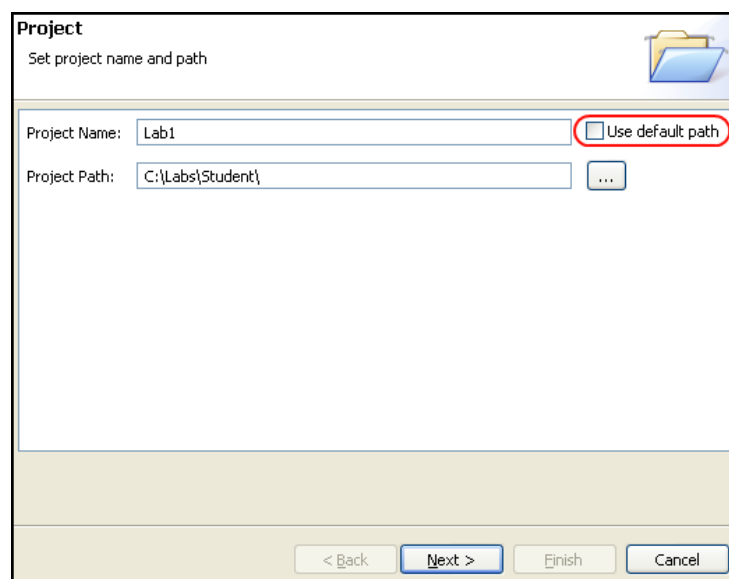 Project
Set project name and path
Project Name: Lab1 Use default path
Project Path: C:\Labs\Student\ ...
< Back Next > Finish Cancel